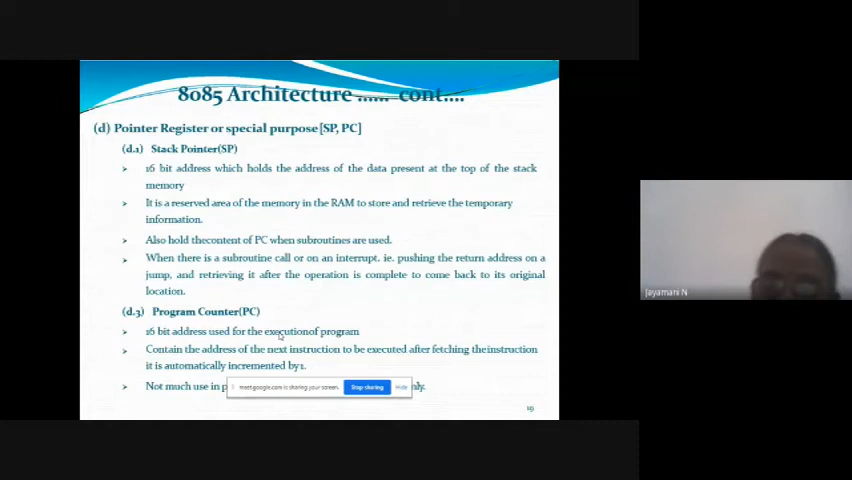 8085 Architecture ...... cont....
(d) Pointer Register or special purpose [SP, PC]
(d.1) Stack Pointer(SP)
➤ 16 bit address which holds the address of the data present at the top of the stack
memory
➤ It is a reserved area of the memory in the RAM to store and retrieve the temporary
information.
➤ Also hold thecontent of PC when subroutines are used.
➤ When there is a subroutine call or on an interrupt. ie. pushing the return address on a
jump, and retrieving it after the operation is complete to come back to its original
location.
(d.3) Program Counter(PC)
➤ 16 bit address used for the executionof program
➤ Contain the address of the next instruction to be executed after fetching theinstruction
it is automatically incremented by1.
➤ Not much use in
meet.google.com is sharing your screen. Stop sharing Hide
19
Jayamani N